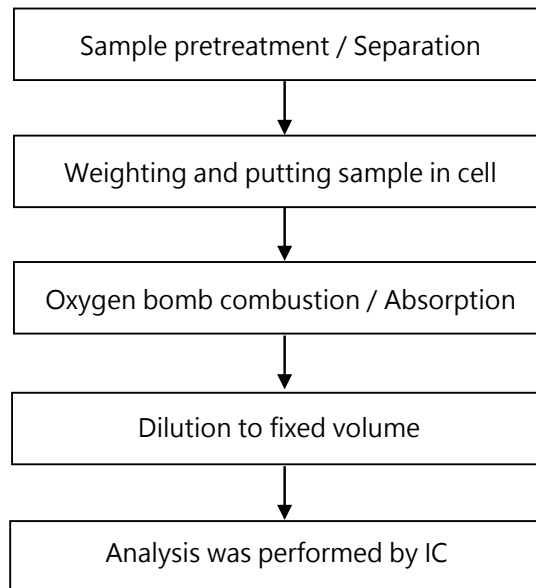 Sample pretreatment / Separation
Weighting and putting sample in cell
Oxygen bomb combustion / Absorption
Dilution to fixed volume
Analysis was performed by IC